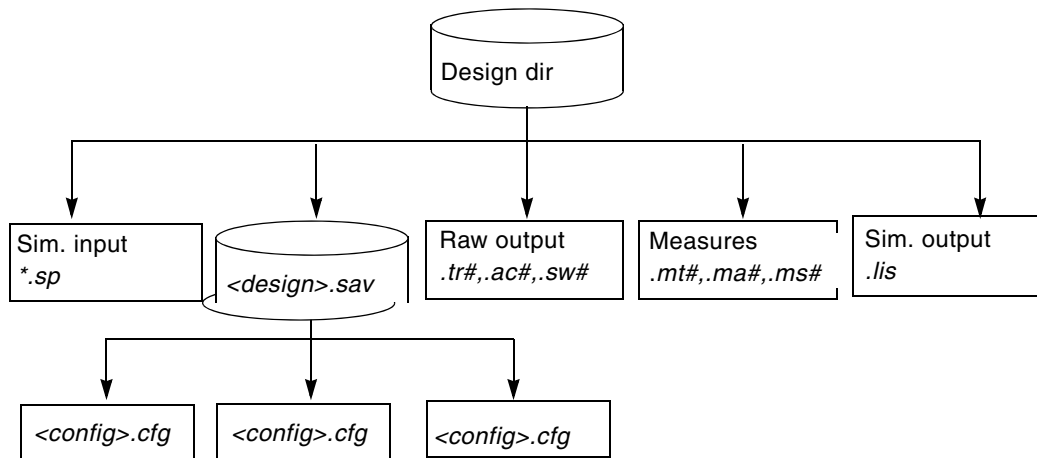 Design dir
Sim. input
*.sp
<design>.sav
Raw output
.tr#,.ac#,.sw#
Measures
.mt#,.ma#,.ms#
Sim. output
.lis
<config>.cfg
<config>.cfg
<config>.cfg